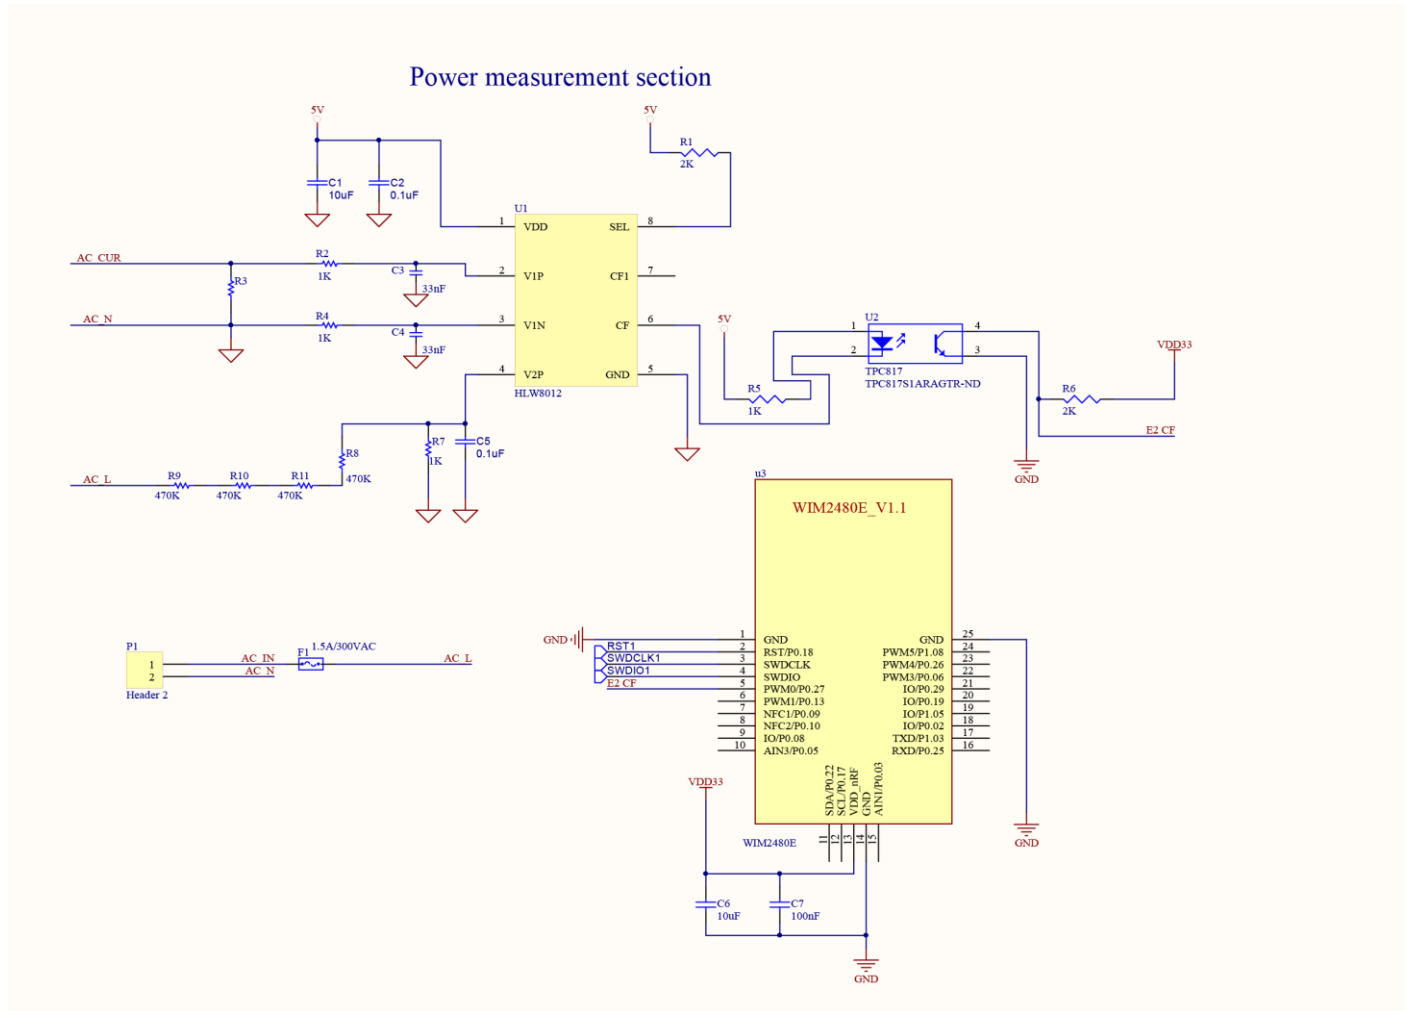 Power measurement section
5V
5V
R1
2K
C1
10uF
C2
0.1uF
U1
1 VDD SEL 8
AC_CUR
R2
1K
C3
33nF
2 V1P CF1 7
R3
AC_N
R4
1K
C4
33nF
3 V1N CF 6
4 V2P GND 5
HLW8012
5V
U2
1 4
2 3
TPC817
TPC817S1ARAGTR-ND
VDD33
R5
1K
R6
2K
E2 CF
GND
R7
1K
C5
0.1uF
R8
470K
AC_L
R9
470K
R10
470K
R11
470K
u3
WIM2480E_V1.1
P1
1
2
Header 2
AC_IN
AC_N
F1
1.5A/300VAC
AC_L
GND
RST1
SWDCLK1
SWDIO1
E2 CF
1 GND GND 25
2 RST/P0.18 PWM5/P1.08 24
3 SWDCLK PWM4/P0.26 23
4 SWDIO PWM3/P0.06 22
5 PWM0/P0.27 IO/P0.29 21
6 PWM1/P0.13 IO/P0.19 20
7 NFC1/P0.09 IO/P1.05 19
8 NFC2/P0.10 IO/P0.02 18
9 IO/P0.08 TXD/P1.03 17
10 AIN3/P0.05 RXD/P0.25 16
SDA/P0.22
SCL/P0.17
VDD_nRF
GND
AIN1/P0.03
11
12
13
14
15
WIM2480E
VDD33
GND
C6
10uF
C7
100nF
GND